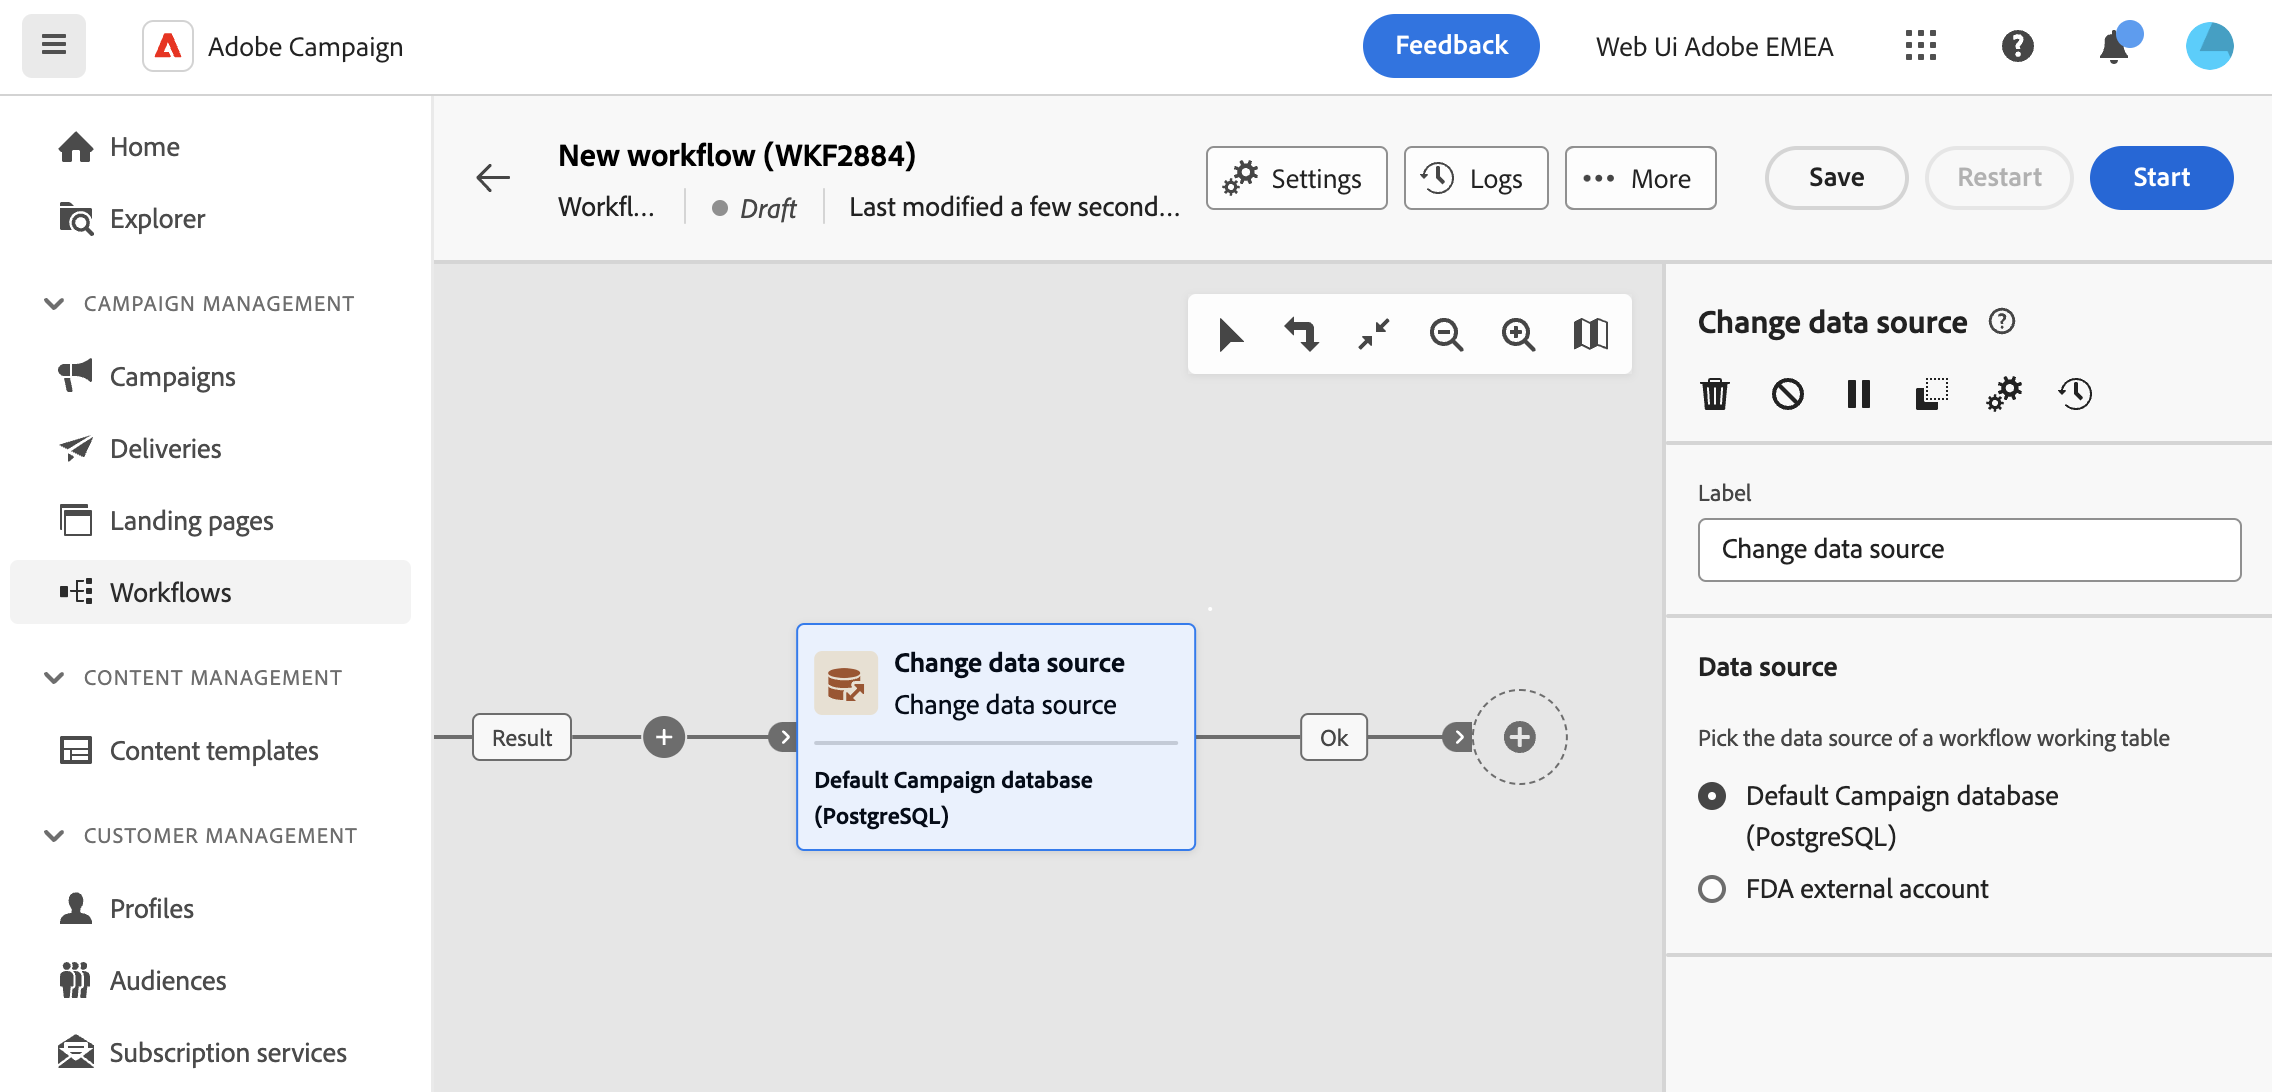 Adobe Campaign
Feedback
Web Ui Adobe EMEA
Home
Explorer
CAMPAIGN MANAGEMENT
Campaigns
Deliveries
Landing pages
Workflows
CONTENT MANAGEMENT
Content templates
CUSTOMER MANAGEMENT
Profiles
Audiences
Subscription services
New workflow (WKF2884)
Workfl...
Draft
Last modified a few second...
Settings
Logs
More
Save
Restart
Start
Result
Change data source
Change data source
Default Campaign database
(PostgreSQL)
Ok
Change data source
Label
Change data source
Data source
Pick the data source of a workflow working table
Default Campaign database
(PostgreSQL)
FDA external account